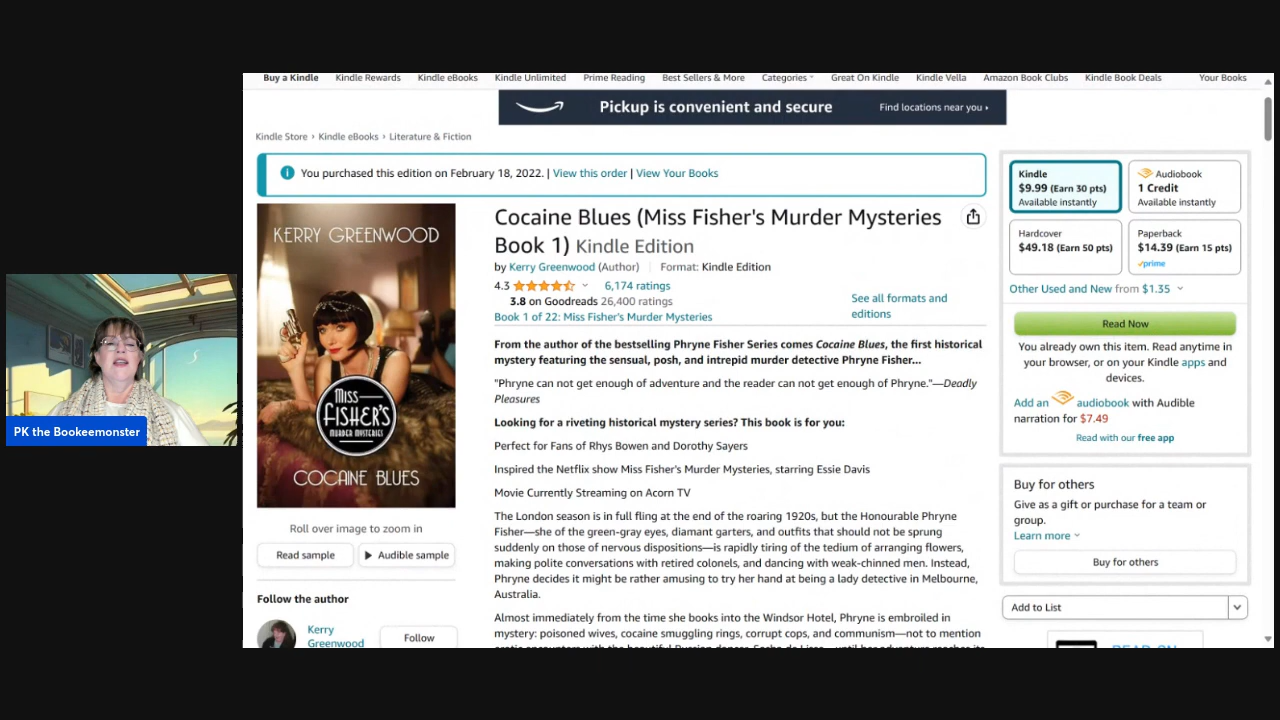 Buy a Kindle Kindle Rewards Kindle eBooks Kindle Unlimited Prime Reading Best Sellers & More Categories Great On Kindle Kindle Vella Amazon Book Clubs Kindle Book Deals Your Books
Pickup is convenient and secure Find locations near you ›
Kindle Store › Kindle eBooks › Literature & Fiction
You purchased this edition on February 18, 2022. | View this order | View Your Books
KERRY GREENWOOD
MISS
FISHER'S
MURDER MYSTERIES
COCAINE BLUES
Roll over image to zoom in
Read sample
Audible sample
Follow the author
Kerry
Greenwood
Follow
Cocaine Blues (Miss Fisher's Murder Mysteries
Book 1) Kindle Edition
by Kerry Greenwood (Author) | Format: Kindle Edition
4.3 6,174 ratings
3.8 on Goodreads 26,400 ratings
Book 1 of 22: Miss Fisher's Murder Mysteries
See all formats and
editions
From the author of the bestselling Phryne Fisher Series comes Cocaine Blues, the first historical
mystery featuring the sensual, posh, and intrepid murder detective Phryne Fisher...
"Phryne can not get enough of adventure and the reader can not get enough of Phryne."—Deadly
Pleasures
Looking for a riveting historical mystery series? This book is for you:
Perfect for Fans of Rhys Bowen and Dorothy Sayers
Inspired the Netflix show Miss Fisher's Murder Mysteries, starring Essie Davis
Movie Currently Streaming on Acorn TV
The London season is in full fling at the end of the roaring 1920s, but the Honourable Phryne
Fisher—she of the green-gray eyes, diamant garters, and outfits that should not be sprung
suddenly on those of nervous dispositions—is rapidly tiring of the tedium of arranging flowers,
making polite conversations with retired colonels, and dancing with weak-chinned men. Instead,
Phryne decides it might be rather amusing to try her hand at being a lady detective in Melbourne,
Australia.
Almost immediately from the time she books into the Windsor Hotel, Phryne is embroiled in
mystery: poisoned wives, cocaine smuggling rings, corrupt cops, and communism—not to mention
Kindle
$9.99 (Earn 30 pts)
Available instantly
Audiobook
1 Credit
Available instantly
Hardcover
$49.18 (Earn 50 pts)
Paperback
$14.39 (Earn 15 pts)
prime
Other Used and New from $1.35
Read Now
You already own this item. Read anytime in
your browser, or on your Kindle apps and
devices.
Add an audiobook with Audible
narration for $7.49
Read with our free app
Buy for others
Give as a gift or purchase for a team or
group.
Learn more
Buy for others
Add to List
PK the Bookeemonster